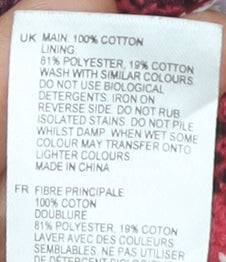 UK MAIN. 100% COTTON
LINING
81% POLYESTER, 19% COTTON
WASH WITH SIMILAR COLOURS.
DO NOT USE BIOLOGICAL
DETERGENTS. IRON ON
REVERSE SIDE. DO NOT RUB
ISOLATED STAINS. DO NOT PILE
WHILST DAMP. WHEN WET SOME
COLOUR MAY TRANSFER ONTO
LIGHTER COLOURS.
MADE IN CHINA
FR FIBRE PRINCIPALE
100% COTON
DOUBLURE
81% POLYESTER, 19% COTON
LAVER AVEC DES COULEURS
SEMBLABLES. NE PAS UTILISER
DE DÉTERGENT